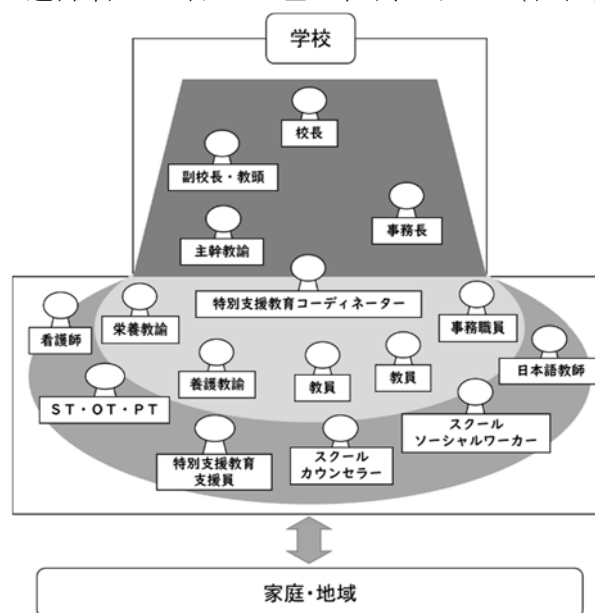 学校
校長
副校長・教頭
事務長
主幹教諭
特別支援教育コーディネーター
看護師
栄養教諭
事務職員
日本語教師
養護教諭
教員
教員
ST・OT・PT
スクール
ソーシャルワーカー
特別支援教育
支援員
スクール
カウンセラー
家庭・地域